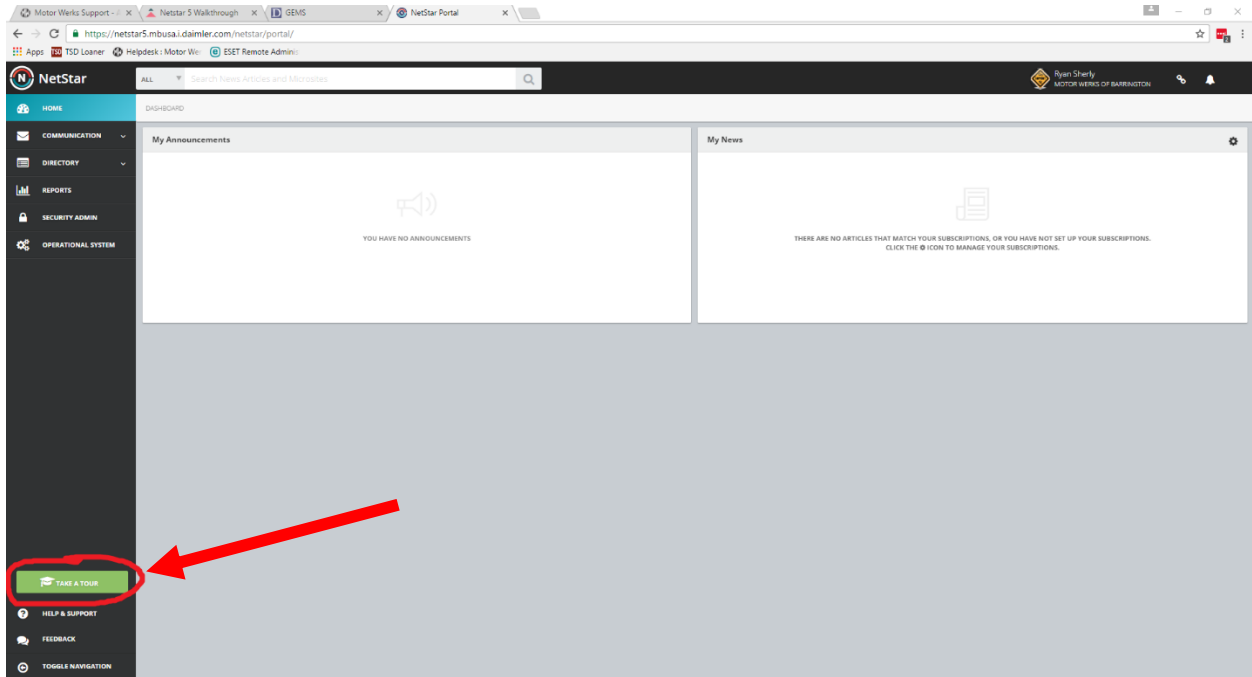 Motor Werks Support - A
Netstar 5 Walkthrough
GEMS
NetStar Portal
https://netstar5.mbusa.i.daimler.com/netstar/portal/
Apps TSD TSD Loaner Helpdesk : Motor We ESET Remote Adminis
N NetStar
ALL Search News Articles and Microsites
Ryan Sherly
MOTOR WERKS OF BARRINGTON
HOME
DASHBOARD
COMMUNICATION
DIRECTORY
REPORTS
SECURITY ADMIN
OPERATIONAL SYSTEM
My Announcements
YOU HAVE NO ANNOUNCEMENTS
My News
THERE ARE NO ARTICLES THAT MATCH YOUR SUBSCRIPTIONS, OR YOU HAVE NOT SET UP YOUR SUBSCRIPTIONS.
CLICK THE ICON TO MANAGE YOUR SUBSCRIPTIONS.
TAKE A TOUR
HELP & SUPPORT
FEEDBACK
TOGGLE NAVIGATION